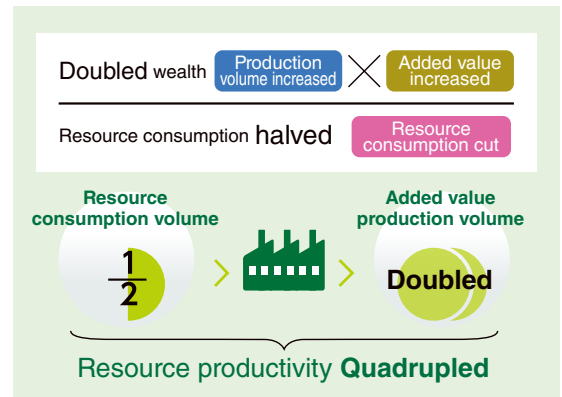 Doubled wealth Production volume increased × Added value increased
Resource consumption halved Resource consumption cut
Resource consumption volume
Added value production volume
1/2
Doubled
Resource productivity Quadrupled